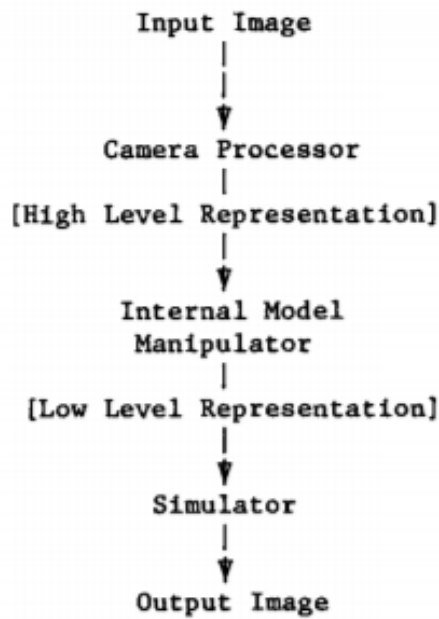 Input Image
Camera Processor
[High Level Representation]
Internal Model
Manipulator
[Low Level Representation]
Simulator
Output Image